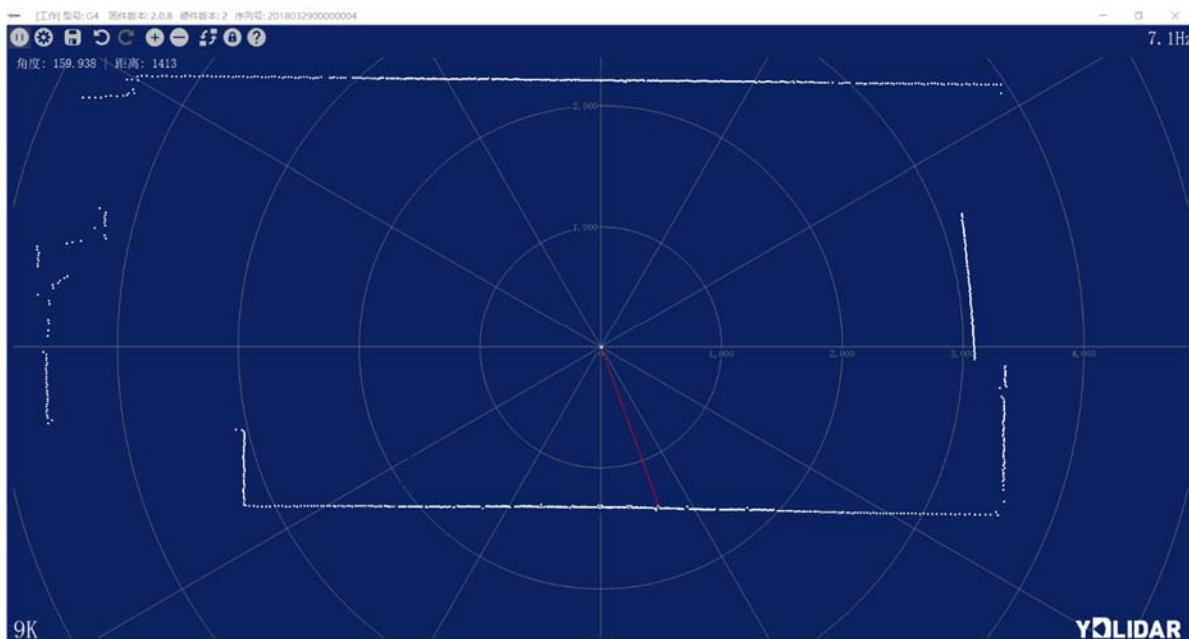 [工作] 型号: G4 固件版本: 2.0.8 硬件版本: 2 序列号: 2018032900000004
7.1Hz
角度: 159.938 | 距离: 1413
2,000
1,000
0 1,000 2,000 3,000 4,000
9K
YDLIDAR